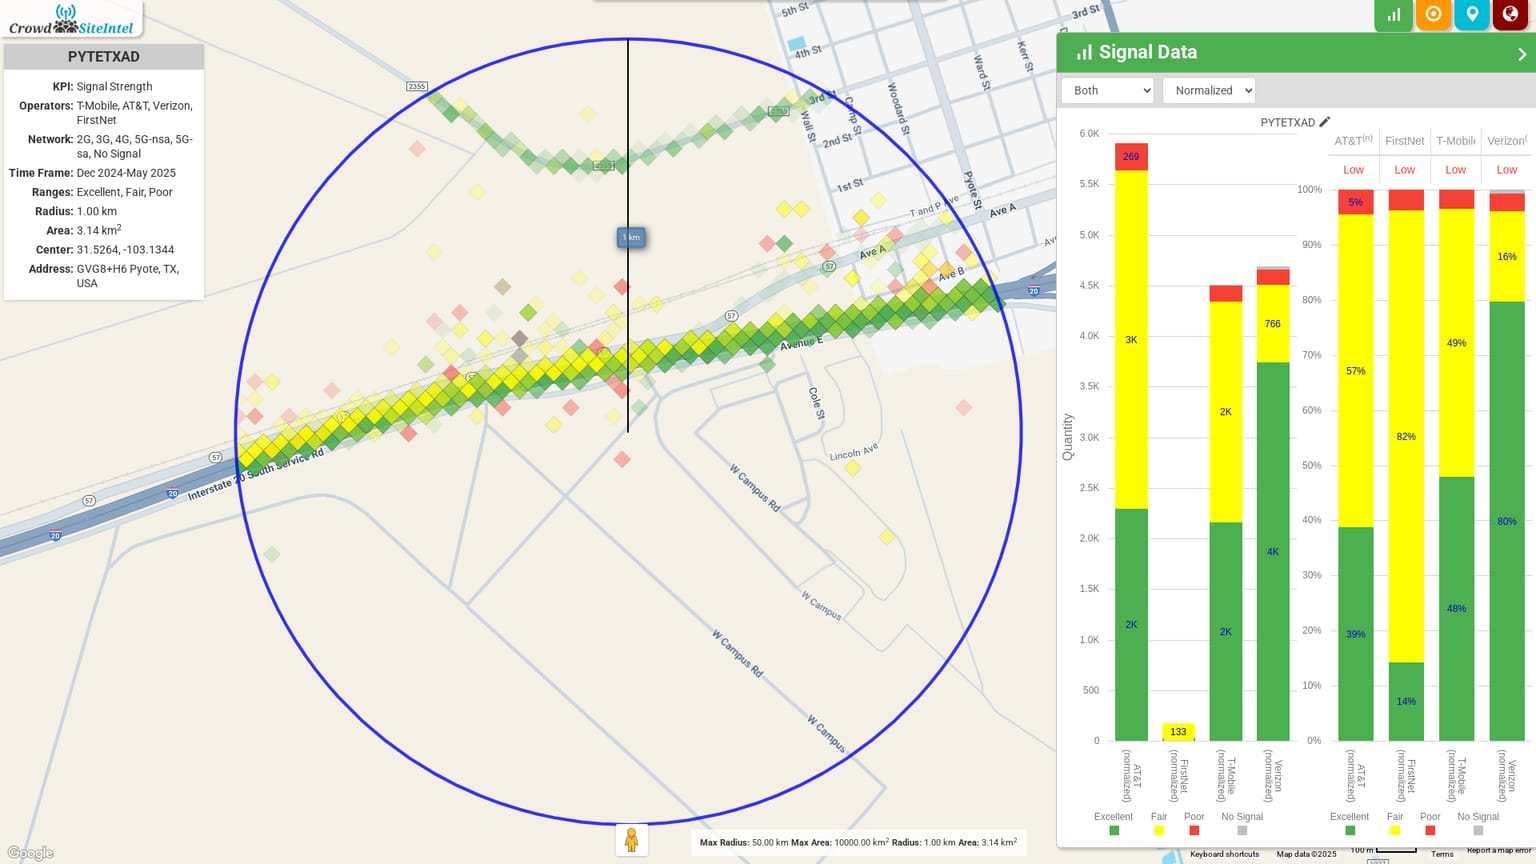 Crowd SiteIntel
PYTETXAD
KPI: Signal Strength
Operators: T-Mobile, AT&T, Verizon,
FirstNet
Network: 2G, 3G, 4G, 5G-nsa, 5G-
sa, No Signal
Time Frame: Dec 2024-May 2025
Ranges: Excellent, Fair, Poor
Radius: 1.00 km
Area: 3.14 km²
Center: 31.5264, -103.1344
Address: GVG8+H6 Pyote, TX,
USA
5th St
4th St
3rd St
Kerr St
Ward St
Woodard St
2355
3rd St
Camp St
Wall St
2nd St
1st St
Pyote St
T and P Ave
Ave A
Ave A
Ave B
57
20
1 km
57
Avenue E
Cole St
Lincoln Ave
57
57
Interstate 20 South Service Rd
20
57
20
W Campus Rd
W Campus
W Campus Rd
W Campus
Google
Max Radius: 50.00 km Max Area: 10000.00 km² Radius: 1.00 km Area: 3.14 km²
Signal Data
Both
Normalized
PYTETXAD
6.0K
5.5K
5.0K
4.5K
4.0K
3.5K
3.0K
2.5K
2.0K
1.5K
1.0K
500
0
Quantity
269
3K
2K
133
2K
2K
766
4K
AT&T (normalized)
FirstNet (normalized)
T-Mobile (normalized)
Verizon (normalized)
Excellent Fair Poor No Signal
AT&T(n) FirstNet T-Mobile Verizon(
Low Low Low Low
100%
90%
80%
70%
60%
50%
40%
30%
20%
10%
0%
5%
57%
39%
82%
14%
49%
48%
16%
80%
AT&T (normalized)
FirstNet (normalized)
T-Mobile (normalized)
Verizon (normalized)
Excellent Fair Poor No Signal
Keyboard shortcuts Map data ©2025 100 m Terms Report a map error